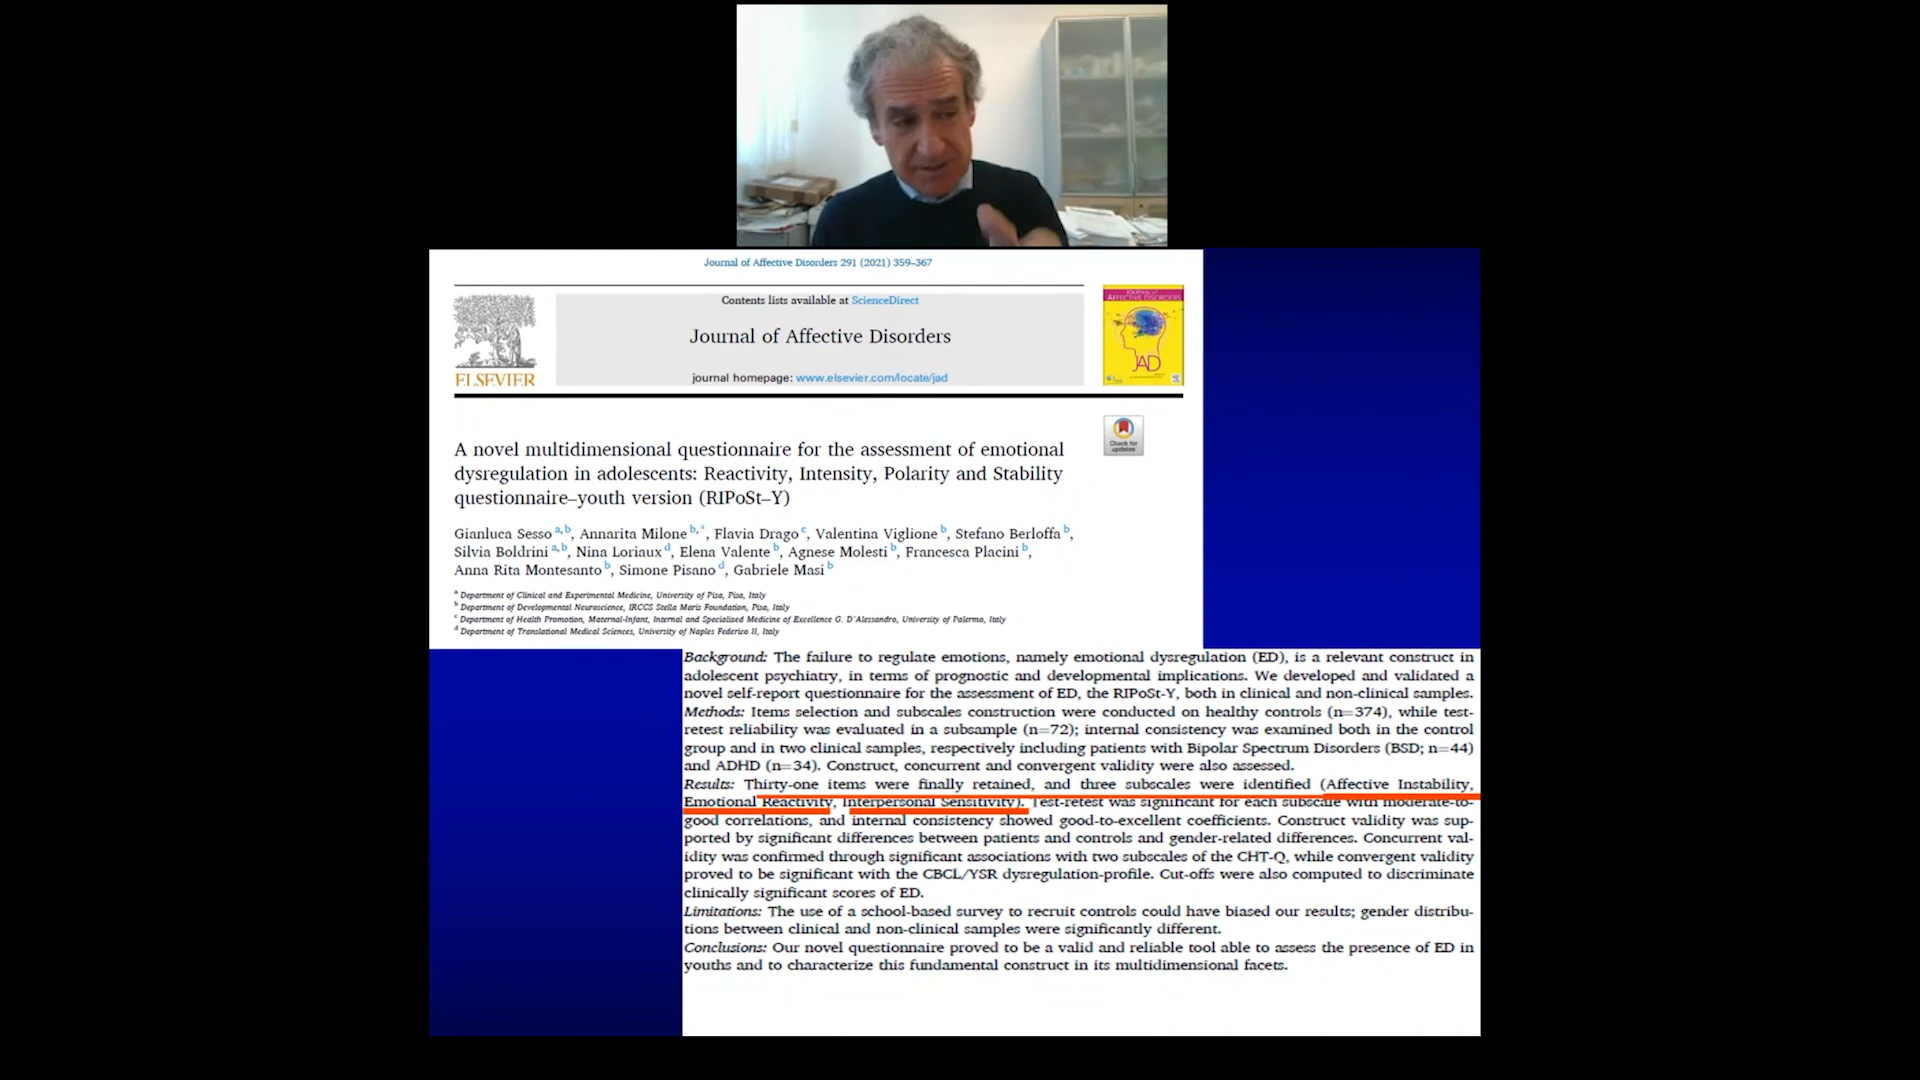 Journal of Affective Disorders 291 (2021) 359–367
Contents lists available at ScienceDirect
Journal of Affective Disorders
journal homepage: www.elsevier.com/locate/jad
ELSEVIER
JOURNAL OF
AFFECTIVE DISORDERS
JAD
Check for
updates
A novel multidimensional questionnaire for the assessment of emotional
dysregulation in adolescents: Reactivity, Intensity, Polarity and Stability
questionnaire–youth version (RIPoSt–Y)
Gianluca Sesso a,b, Annarita Milone b,*, Flavia Drago c, Valentina Viglione b, Stefano Berloffa b,
Silvia Boldrini a,b, Nina Loriaux d, Elena Valente b, Agnese Molesti b, Francesca Placini b,
Anna Rita Montesanto b, Simone Pisano d, Gabriele Masi b
a Department of Clinical and Experimental Medicine, University of Pisa, Pisa, Italy
b Department of Developmental Neuroscience, IRCCS Stella Maris Foundation, Pisa, Italy
c Department of Health Promotion, Maternal-Infant, Internal and Specialised Medicine of Excellence G. D'Alessandro, University of Palermo, Italy
d Department of Translational Medical Sciences, University of Naples Federico II, Italy
Background: The failure to regulate emotions, namely emotional dysregulation (ED), is a relevant construct in
adolescent psychiatry, in terms of prognostic and developmental implications. We developed and validated a
novel self-report questionnaire for the assessment of ED, the RIPoSt-Y, both in clinical and non-clinical samples.
Methods: Items selection and subscales construction were conducted on healthy controls (n=374), while test-
retest reliability was evaluated in a subsample (n=72); internal consistency was examined both in the control
group and in two clinical samples, respectively including patients with Bipolar Spectrum Disorders (BSD; n=44)
and ADHD (n=34). Construct, concurrent and convergent validity were also assessed.
Results: Thirty-one items were finally retained, and three subscales were identified (Affective Instability,
Emotional Reactivity, Interpersonal Sensitivity). Test-retest was significant for each subscale with moderate-to-
good correlations, and internal consistency showed good-to-excellent coefficients. Construct validity was sup-
ported by significant differences between patients and controls and gender-related differences. Concurrent val-
idity was confirmed through significant associations with two subscales of the CHT-Q, while convergent validity
proved to be significant with the CBCL/YSR dysregulation-profile. Cut-offs were also computed to discriminate
clinically significant scores of ED.
Limitations: The use of a school-based survey to recruit controls could have biased our results; gender distribu-
tions between clinical and non-clinical samples were significantly different.
Conclusions: Our novel questionnaire proved to be a valid and reliable tool able to assess the presence of ED in
youths and to characterize this fundamental construct in its multidimensional facets.